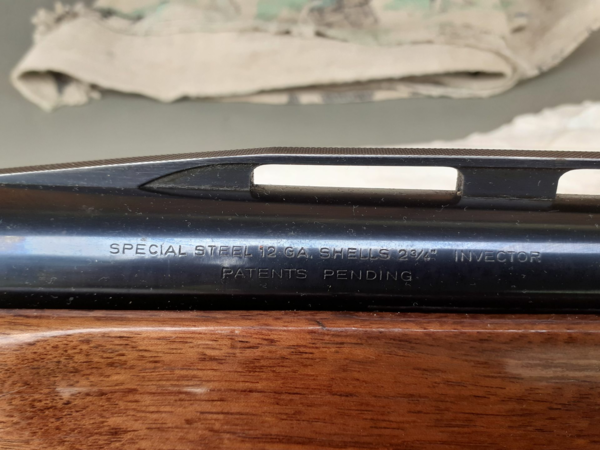 SPECIAL STEEL 12 GA. SHELLS 2¾" INVECTOR
PATENTS PENDING